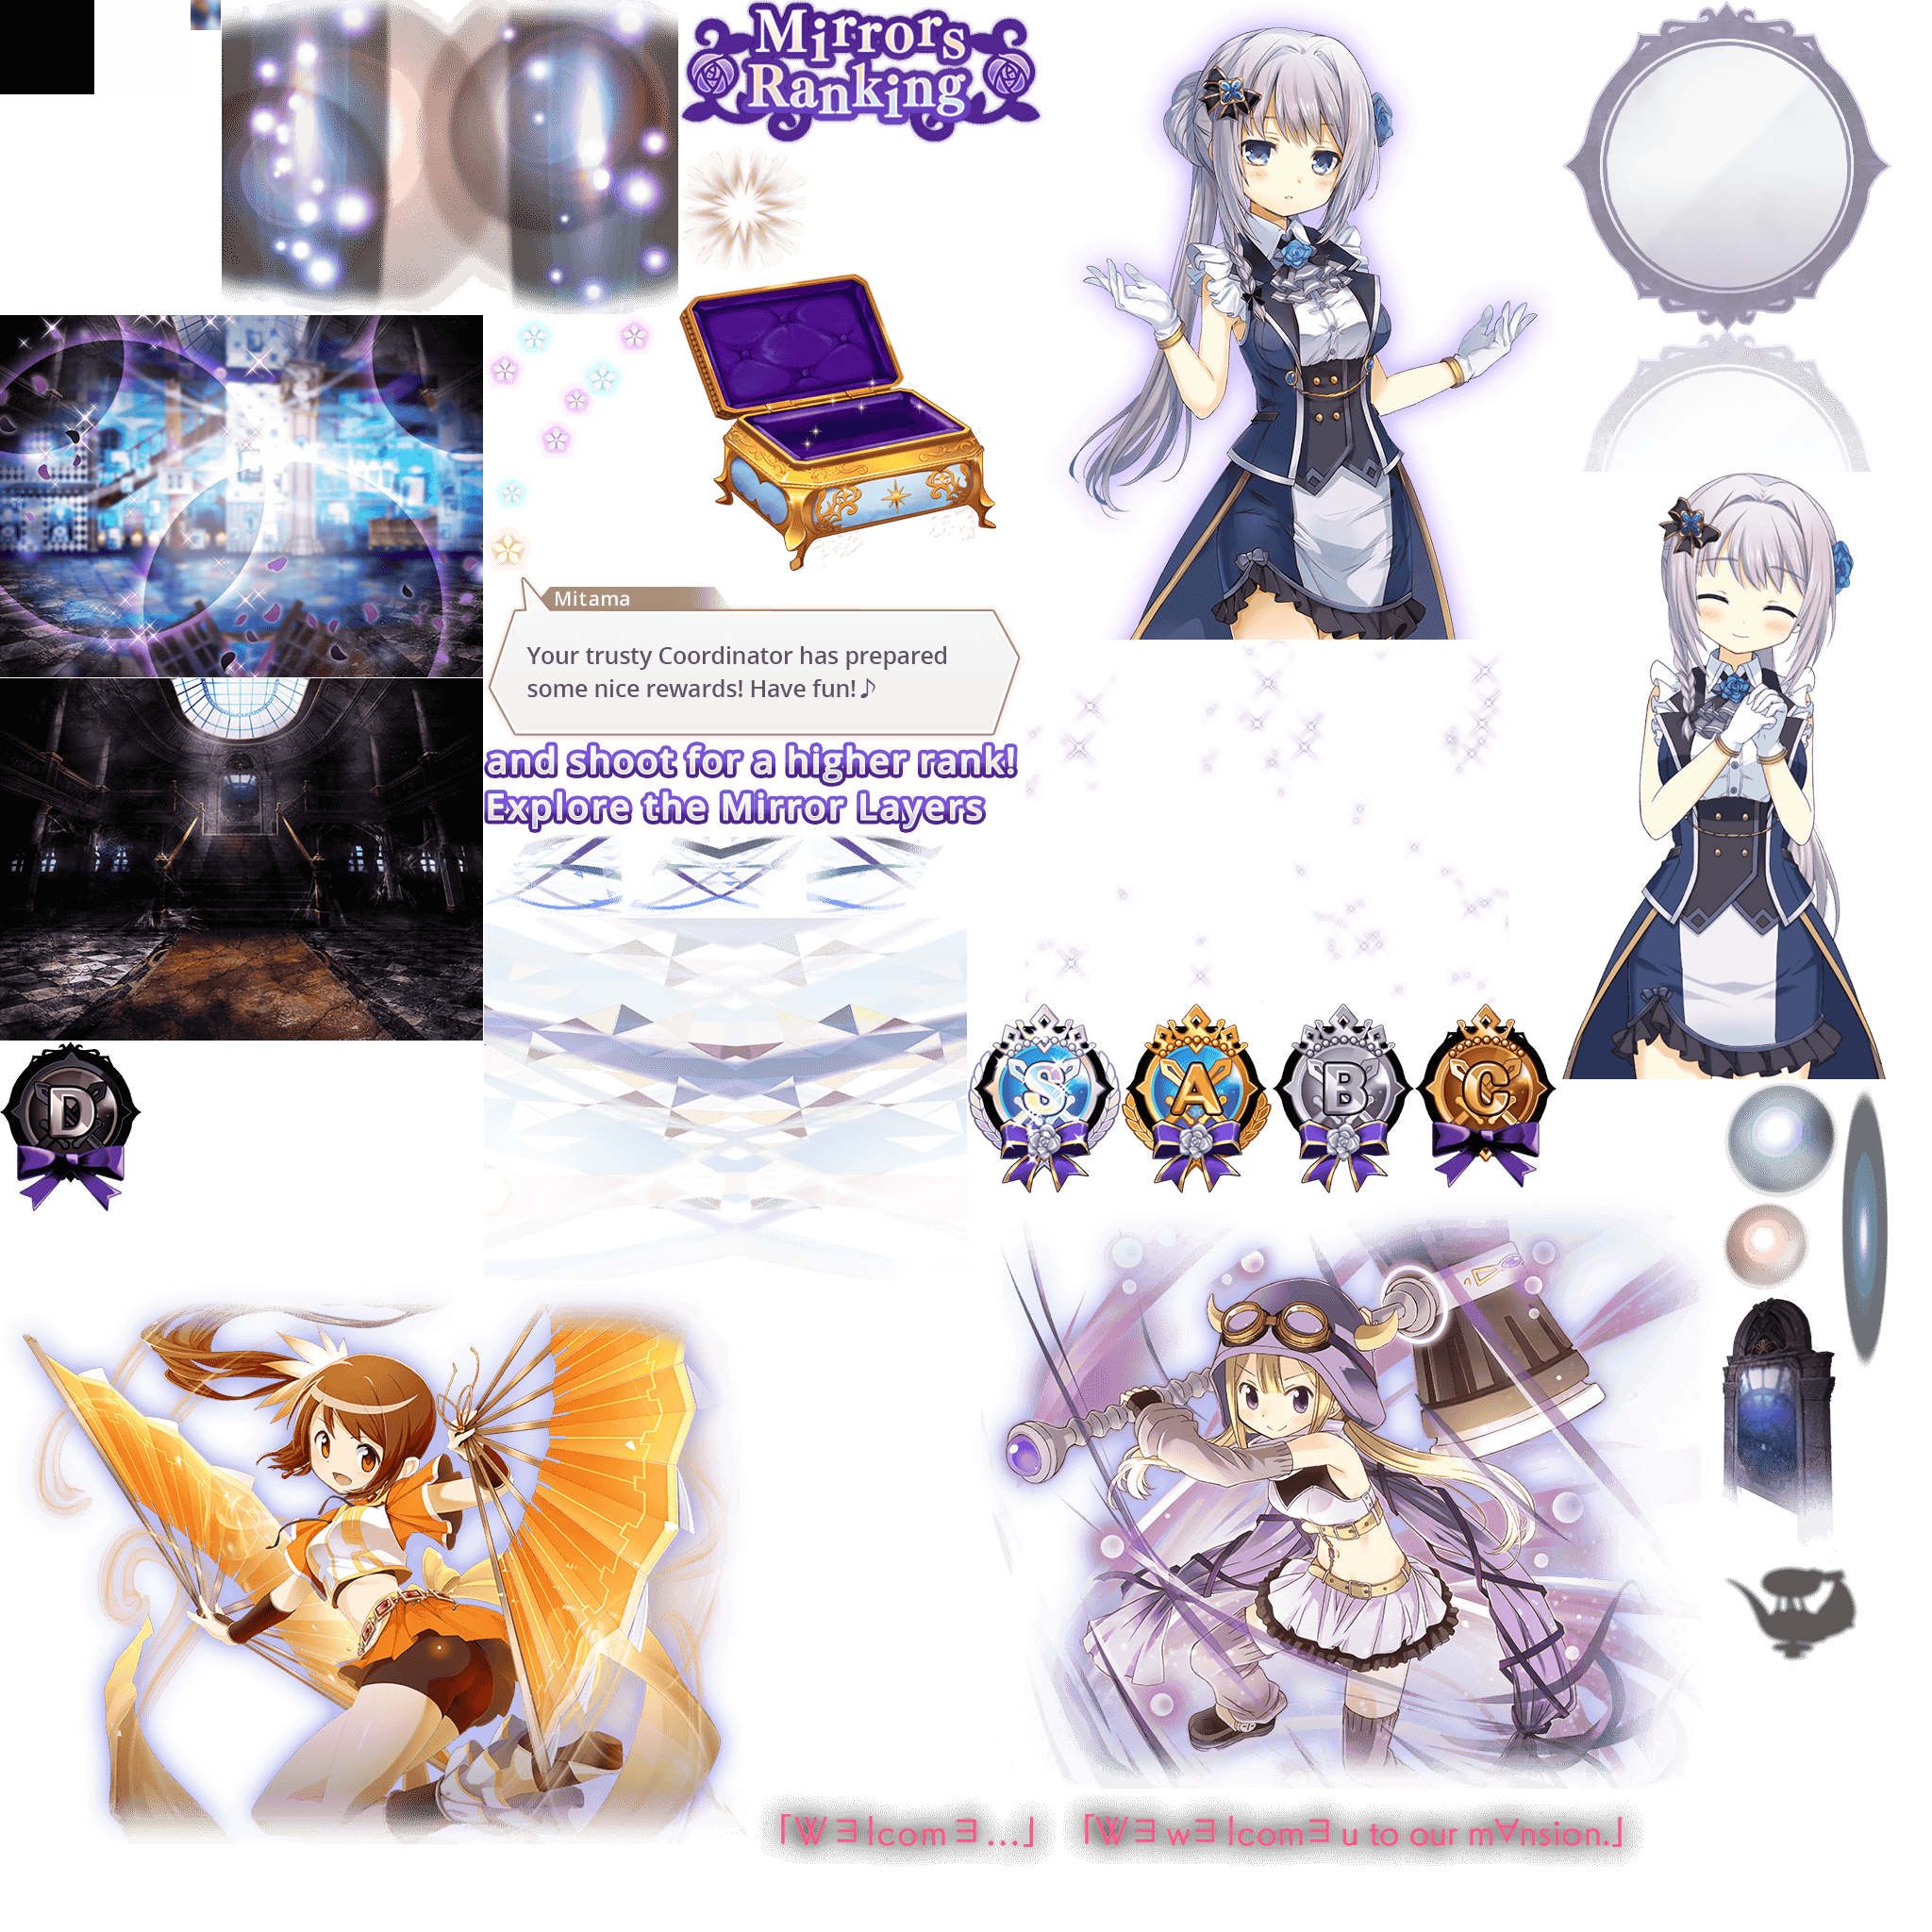 Mirrors
Ranking
Mitama
Your trusty Coordinator has prepared
some nice rewards! Have fun!♪
and shoot for a higher rank!
Explore the Mirror Layers
S
A
B
C
D
「W∃lcom∃...」
「W∃ w∃lcom∃ u to our m∀nsion.」